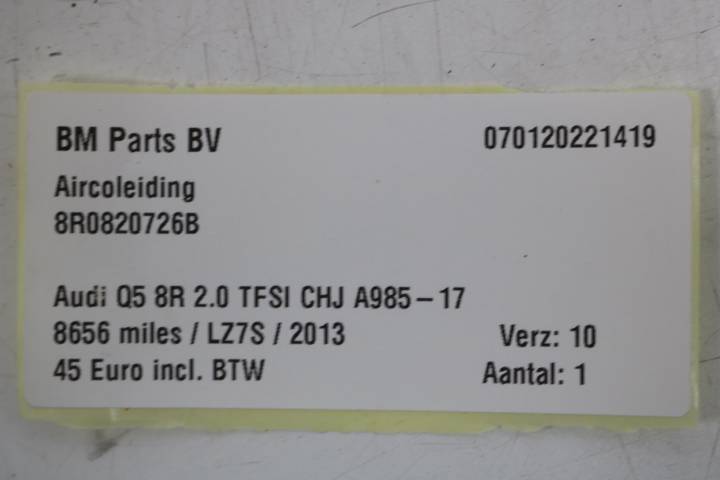 BM Parts BV 070120221419
Aircoleiding
8R0820726B
Audi Q5 8R 2.0 TFSI CHJ A985-17
8656 miles / LZ7S / 2013 Verz: 10
45 Euro incl. BTW Aantal: 1